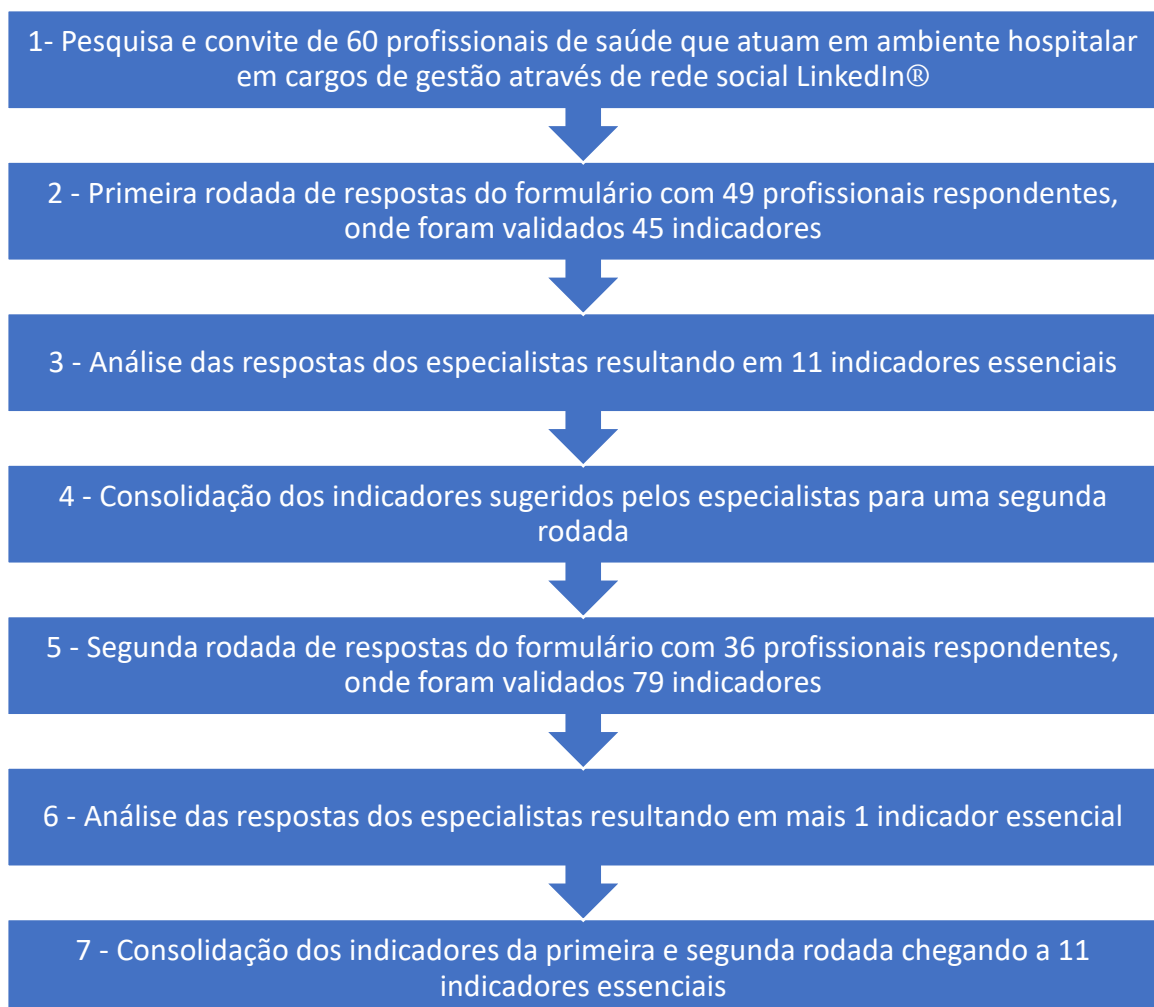 1- Pesquisa e convite de 60 profissionais de saúde que atuam em ambiente hospitalar
em cargos de gestão através de rede social LinkedIn®
2 - Primeira rodada de respostas do formulário com 49 profissionais respondentes,
onde foram validados 45 indicadores
3 - Análise das respostas dos especialistas resultando em 11 indicadores essenciais
4 - Consolidação dos indicadores sugeridos pelos especialistas para uma segunda
rodada
5 - Segunda rodada de respostas do formulário com 36 profissionais respondentes,
onde foram validados 79 indicadores
6 - Análise das respostas dos especialistas resultando em mais 1 indicador essencial
7 - Consolidação dos indicadores da primeira e segunda rodada chegando a 11
indicadores essenciais